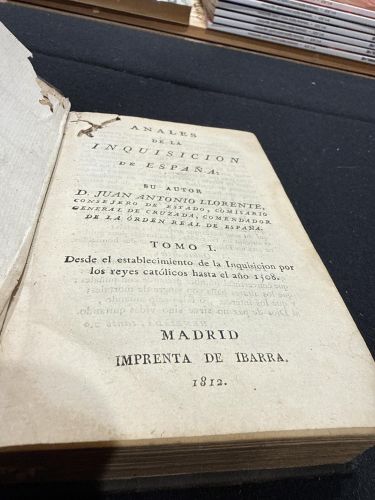 ANALES
DE LA
INQUISICION
DE ESPAÑA:
SU AUTOR
D. JUAN ANTONIO LLORENTE,
CONSEJERO DE ESTADO, COMISARIO
GENERAL DE CRUZADA, COMENDADOR
DE LA ÓRDEN REAL DE ESPAÑA.
TOMO I.
Desde el establecimiento de la Inquisicion por
los reyes católicos hasta el año 1508.
MADRID
IMPRENTA DE IBARRA.
1812.